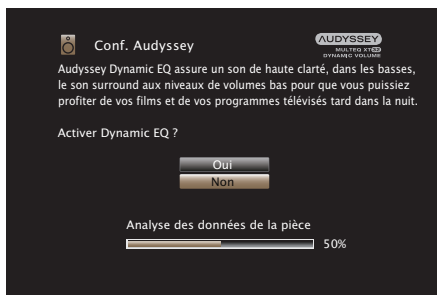 Conf. Audyssey
AUDYSSEY
MULTEQ XT32
DYNAMIC VOLUME
Audyssey Dynamic EQ assure un son de haute clarté, dans les basses,
le son surround aux niveaux de volumes bas pour que vous puissiez
profiter de vos films et de vos programmes télévisés tard dans la nuit.
Activer Dynamic EQ ?
Oui
Non
Analyse des données de la pièce
50%